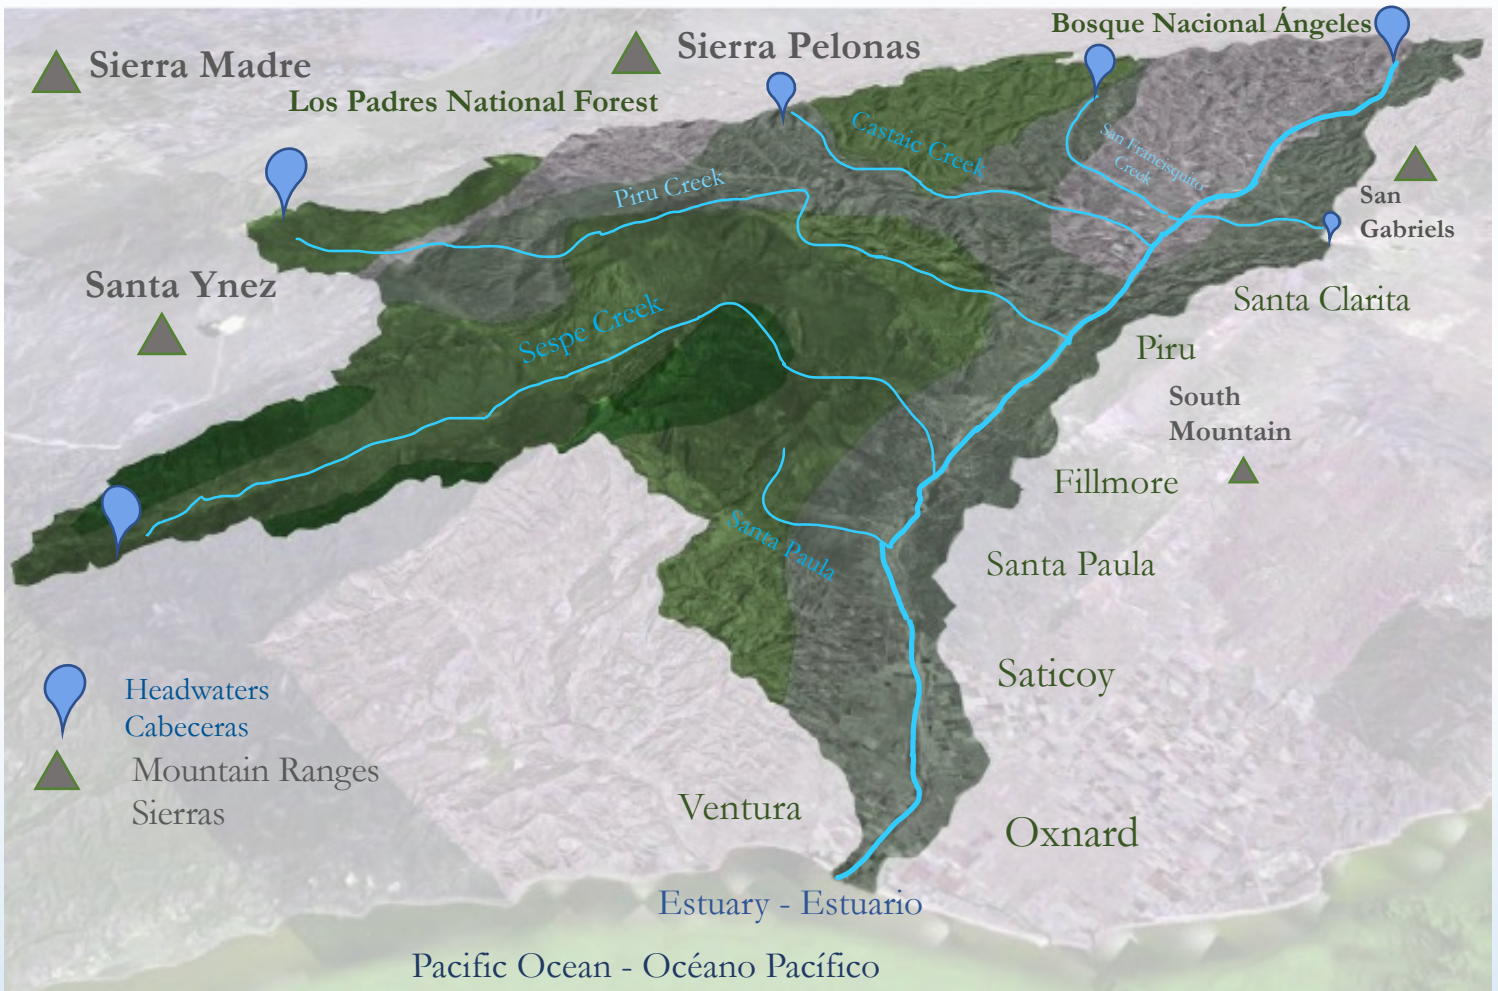 Bosque Nacional Ángeles
Sierra Pelonas
Sierra Madre
Los Padres National Forest
Castaic Creek
San Francisquito
Creek
Piru Creek
San
Gabriels
Santa Ynez
Santa Clarita
Sespe Creek
Piru
South
Mountain
Fillmore
Santa Paula
Santa Paula
Saticoy
Headwaters
Cabeceras
Mountain Ranges
Sierras
Ventura
Oxnard
Estuary - Estuario
Pacific Ocean - Océano Pacífico